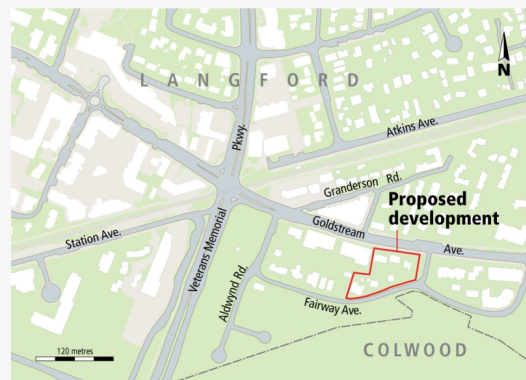 LANGFORD
N
Pkwy.
Atkins Ave.
Granderson Rd.
Proposed
development
Goldstream
Ave.
Station Ave.
Veterans Memorial
Aldwynd Rd.
Fairway Ave.
120 metres
COLWOOD